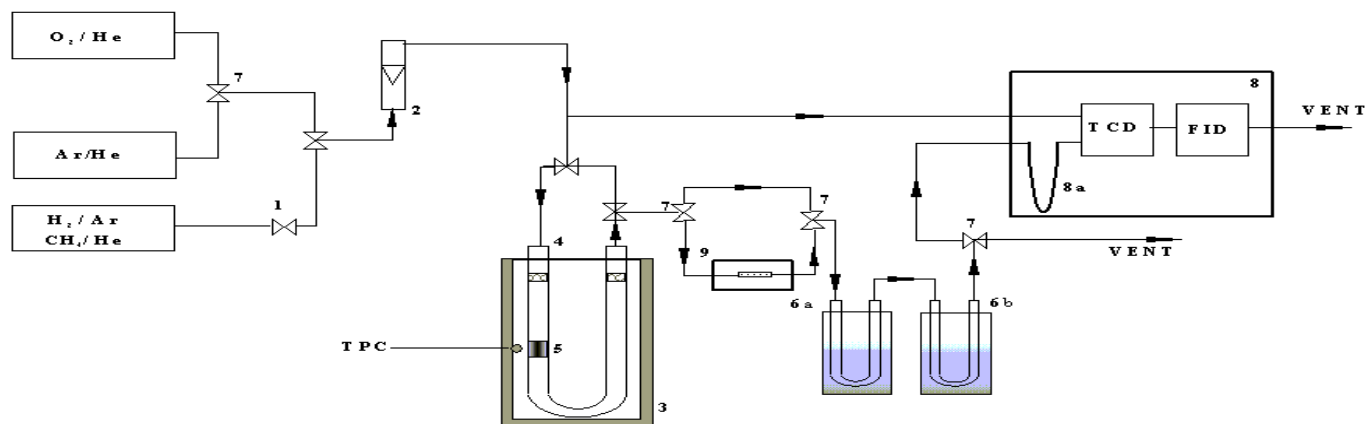 O₂/He
7
2
Ar/He
1
H₂/Ar
CH₄/He
8
VENT
TCD
FID
8a
7
7
7
VENT
4
9
6a
6b
TPC
5
3